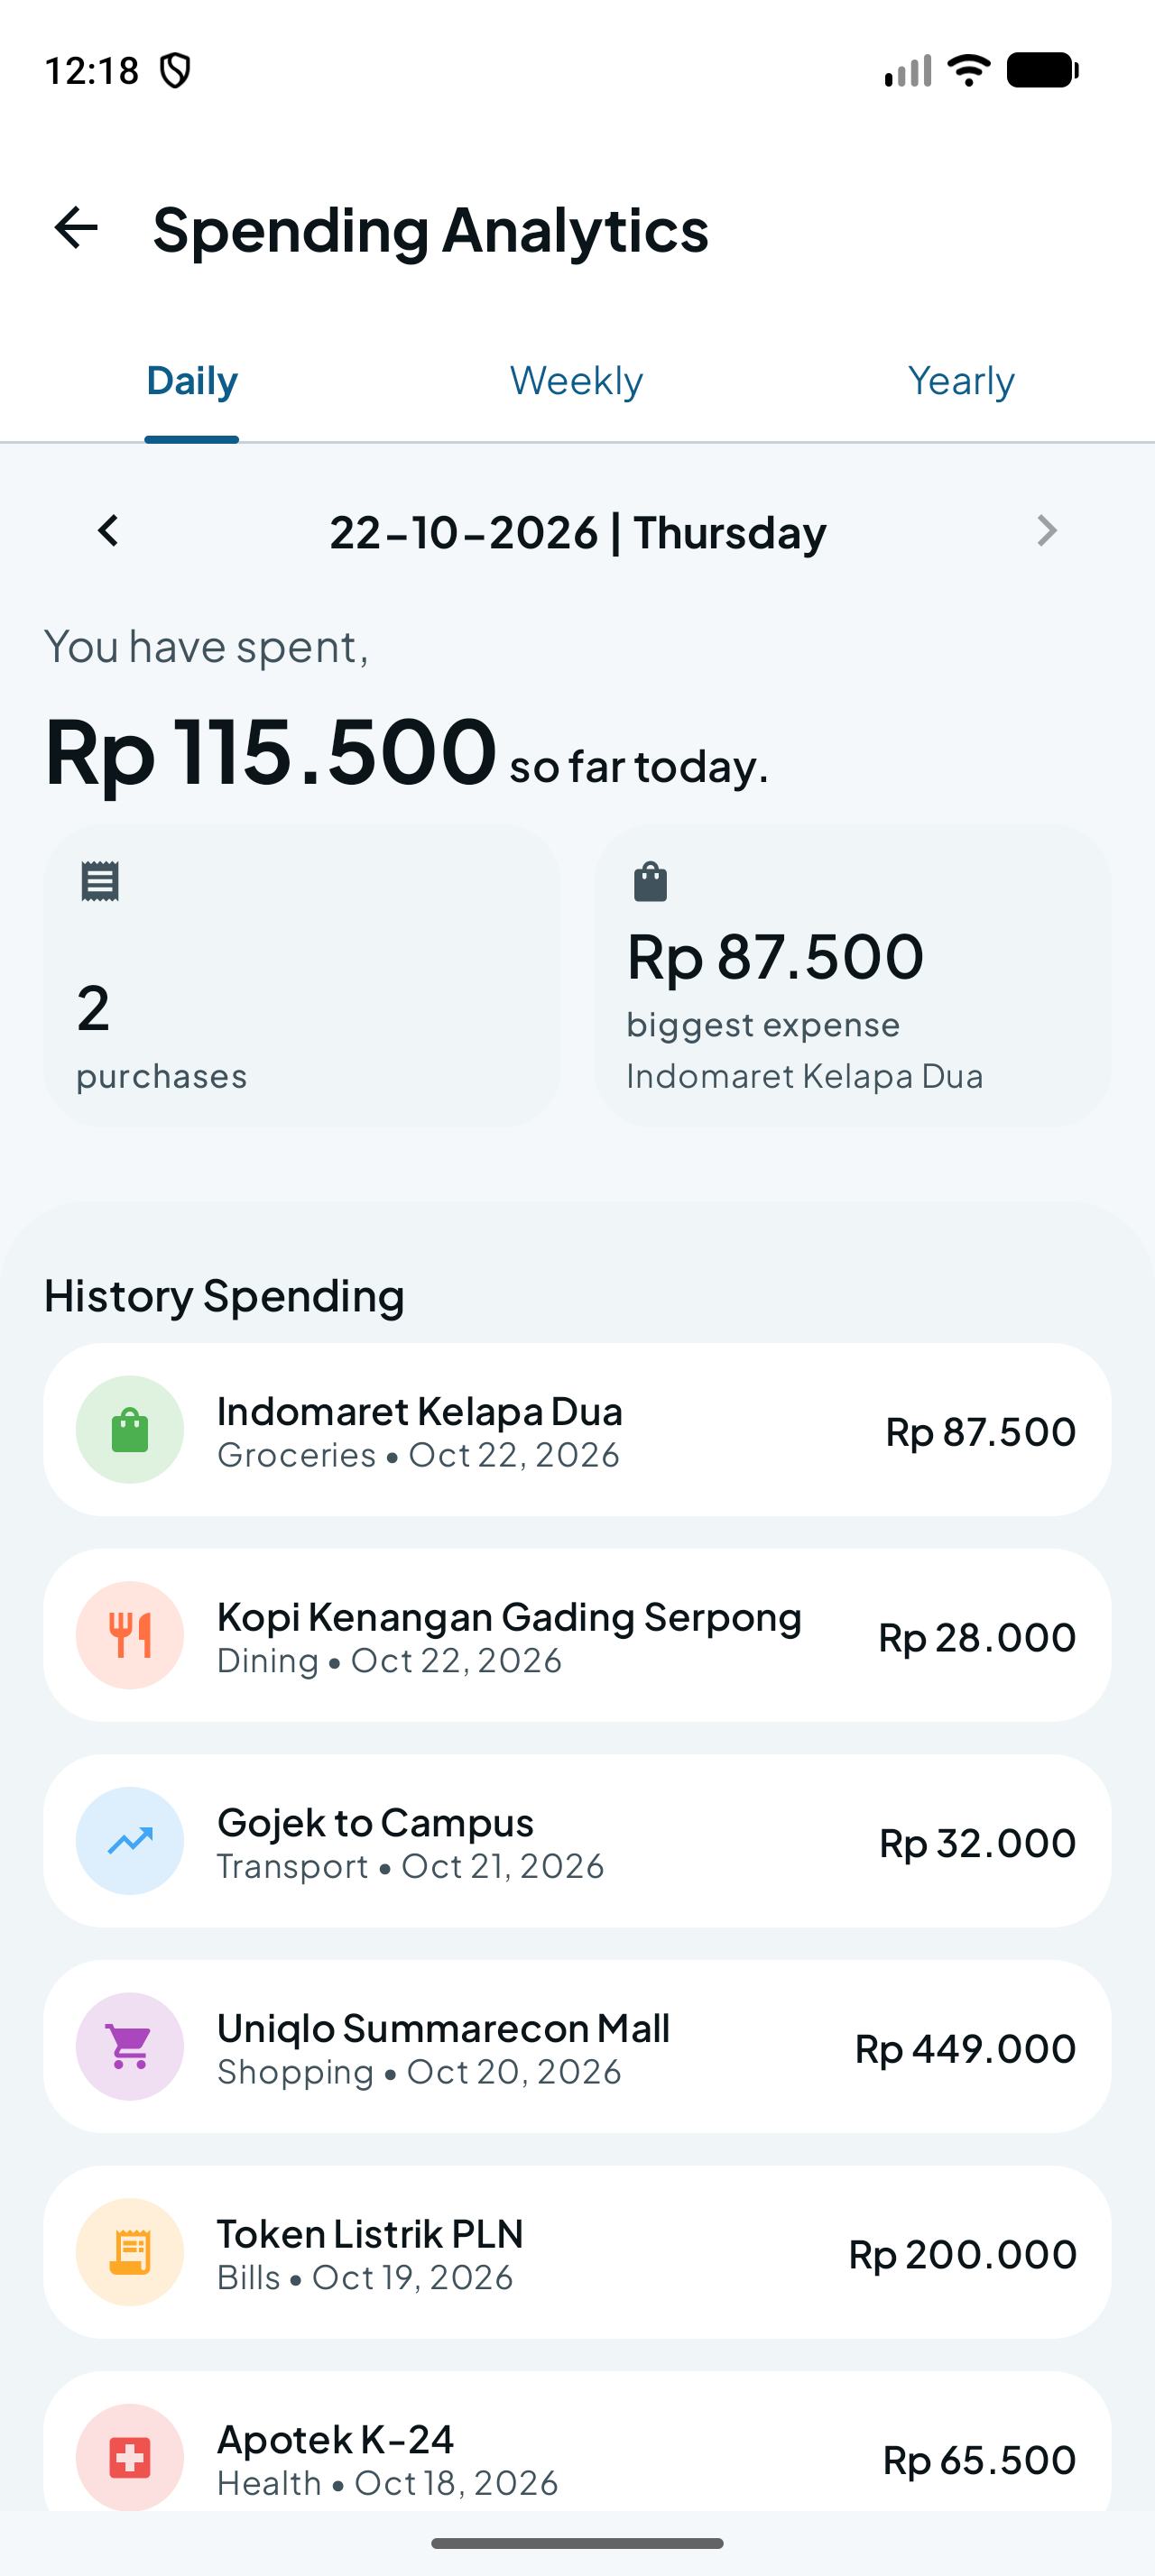 12:18
Spending Analytics
Daily Weekly Yearly
22-10-2026 | Thursday
You have spent,
Rp 115.500 so far today.
2
purchases
Rp 87.500
biggest expense
Indomaret Kelapa Dua
History Spending
Indomaret Kelapa Dua
Groceries • Oct 22, 2026
Rp 87.500
Kopi Kenangan Gading Serpong
Dining • Oct 22, 2026
Rp 28.000
Gojek to Campus
Transport • Oct 21, 2026
Rp 32.000
Uniqlo Summarecon Mall
Shopping • Oct 20, 2026
Rp 449.000
Token Listrik PLN
Bills • Oct 19, 2026
Rp 200.000
Apotek K-24
Health • Oct 18, 2026
Rp 65.500